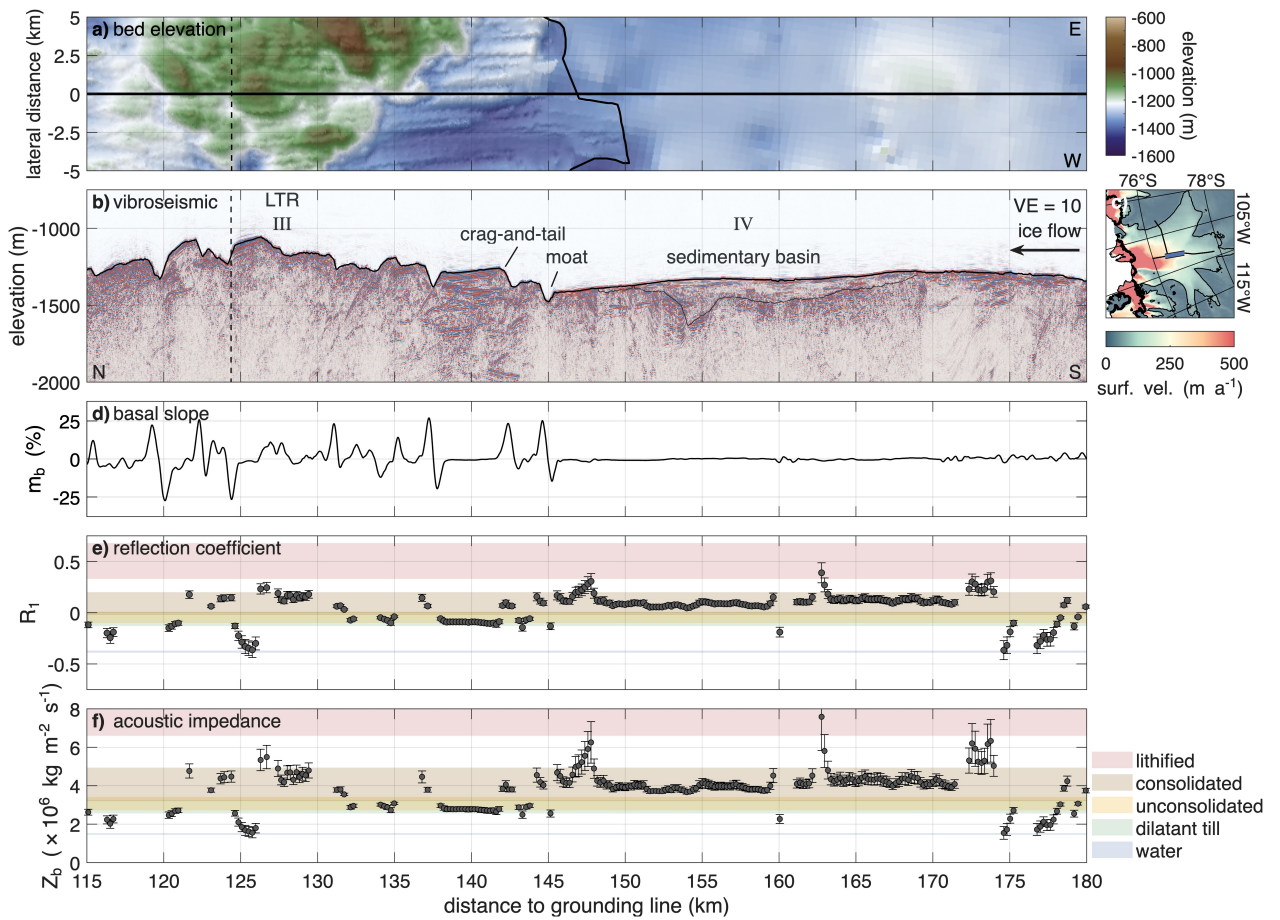 a) bed elevation
E
W
5
2.5
0
-2.5
-5
lateral distance (km)
-600
-800
-1000
-1200
-1400
-1600
elevation (m)
b) vibroseismic
LTR
III
IV
VE = 10
ice flow
crag-and-tail
moat
sedimentary basin
N
S
-1000
-1500
-2000
elevation (m)
76°S 78°S
105°W
115°W
0 250 500
surf. vel. (m a⁻¹)
d) basal slope
25
0
-25
m_b (%)
e) reflection coefficient
0.5
0
-0.5
R₁
f) acoustic impedance
8
6
4
2
0
Z_b ( × 10⁶ kg m⁻² s⁻¹)
115 120 125 130 135 140 145 150 155 160 165 170 175 180
distance to grounding line (km)
lithified
consolidated
unconsolidated
dilatant till
water